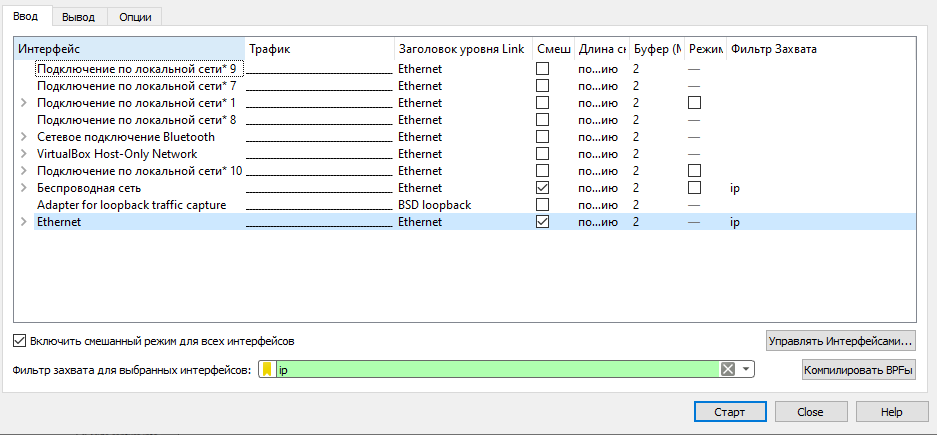 Ввод Вывод Опции
Интерфейс Трафик Заголовок уровня Link Смеш Длина сн Буфер (М Режим Фильтр Захвата
Подключение по локальной сети* 9 Ethernet по...ию 2 —
Подключение по локальной сети* 7 Ethernet по...ию 2 —
Подключение по локальной сети* 1 Ethernet по...ию 2
Подключение по локальной сети* 8 Ethernet по...ию 2 —
Сетевое подключение Bluetooth Ethernet по...ию 2 —
VirtualBox Host-Only Network Ethernet по...ию 2 —
Подключение по локальной сети* 10 Ethernet по...ию 2
Беспроводная сеть Ethernet по...ию 2 ip
Adapter for loopback traffic capture BSD loopback по...ию 2 —
Ethernet Ethernet по...ию 2 — ip
Включить смешанный режим для всех интерфейсов Управлять Интерфейсами...
Фильтр захвата для выбранных интерфейсов: ip Компилировать BPFы
Старт Close Help